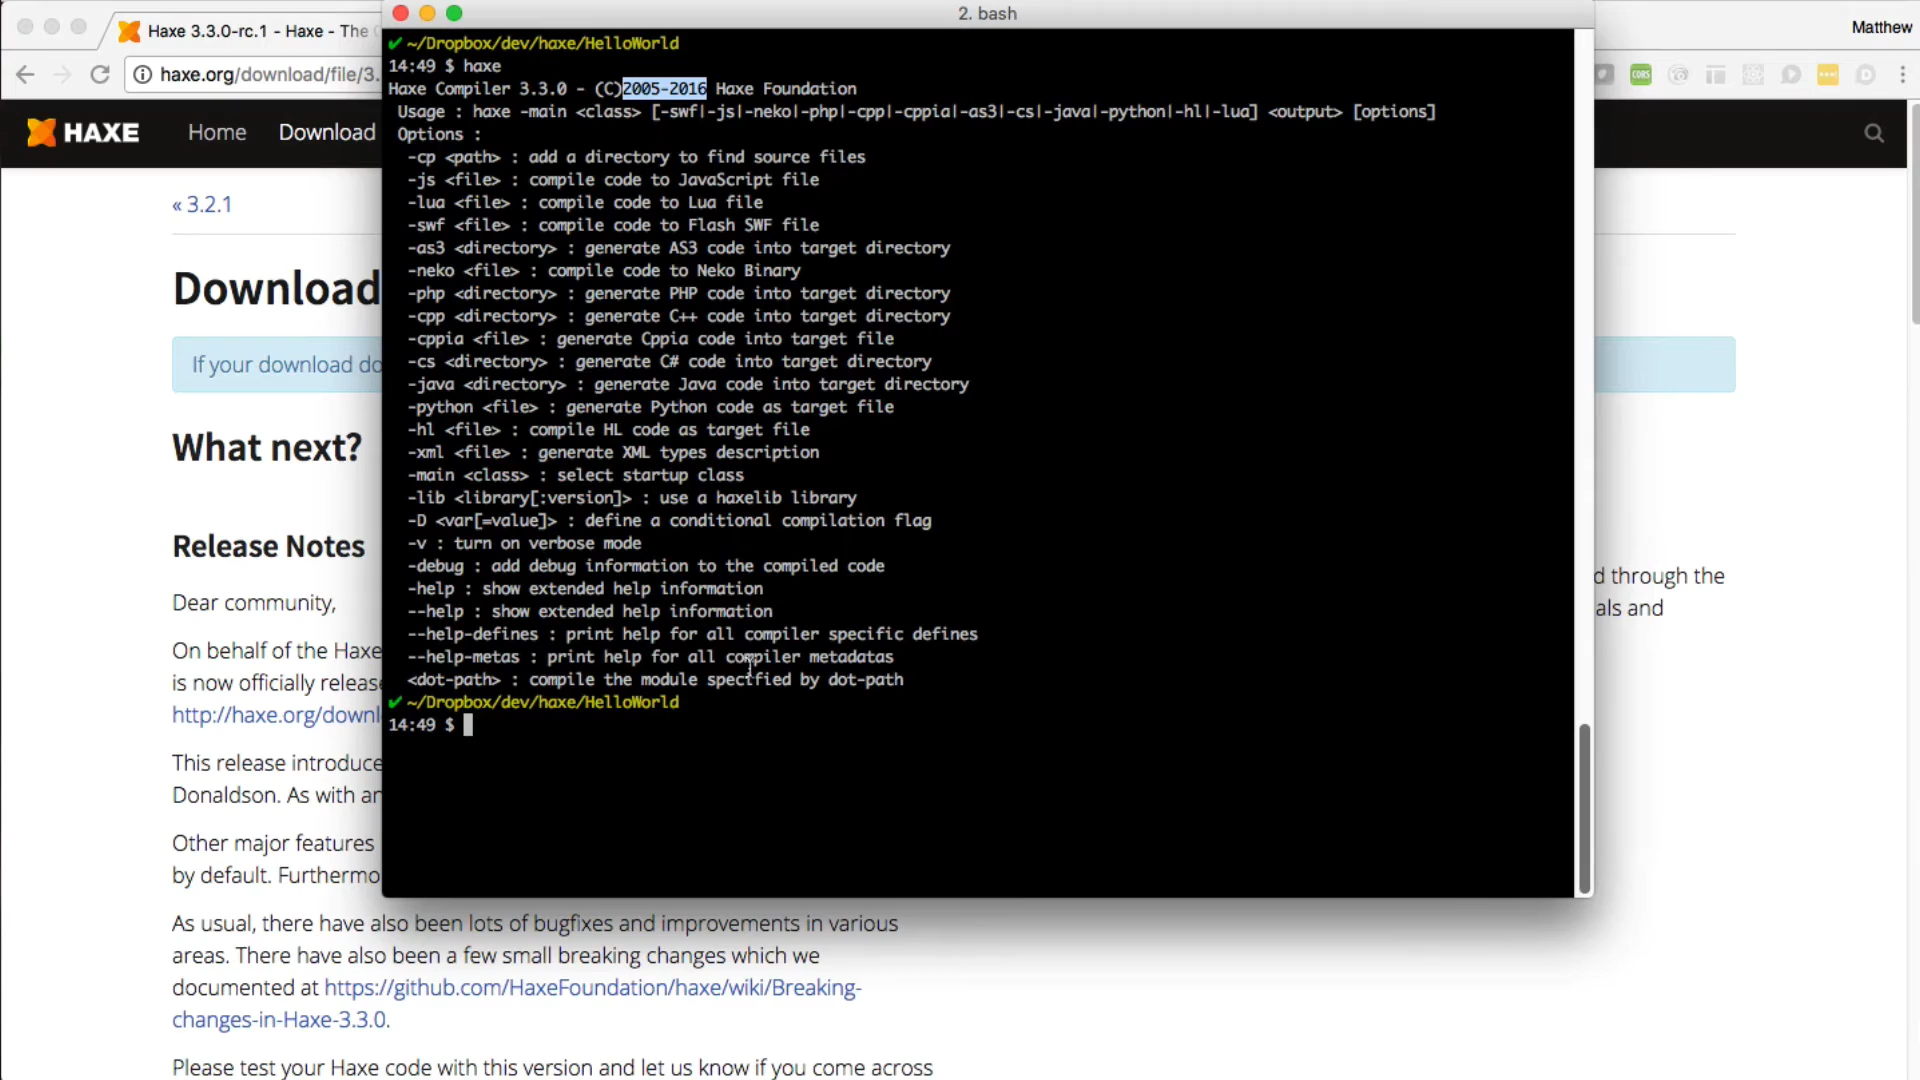 2. bash
Haxe 3.3.0-rc.1 - Haxe - The
Matthew
haxe.org/download/file/3.
CORS
HAXE
Home
Download
✔ ~/Dropbox/dev/haxe/HelloWorld
14:49 $ haxe
Haxe Compiler 3.3.0 - (C)2005-2016 Haxe Foundation
Usage : haxe -main <class> [-swf|-js|-neko|-php|-cpp|-cppia|-as3|-cs|-java|-python|-hl|-lua] <output> [options]
Options :
-cp <path> : add a directory to find source files
-js <file> : compile code to JavaScript file
-lua <file> : compile code to Lua file
-swf <file> : compile code to Flash SWF file
-as3 <directory> : generate AS3 code into target directory
-neko <file> : compile code to Neko Binary
-php <directory> : generate PHP code into target directory
-cpp <directory> : generate C++ code into target directory
-cppia <file> : generate Cppia code into target file
-cs <directory> : generate C# code into target directory
-java <directory> : generate Java code into target directory
-python <file> : generate Python code as target file
-hl <file> : compile HL code as target file
-xml <file> : generate XML types description
-main <class> : select startup class
-lib <library[:version]> : use a haxelib library
-D <var[=value]> : define a conditional compilation flag
-v : turn on verbose mode
-debug : add debug information to the compiled code
-help : show extended help information
--help : show extended help information
--help-defines : print help for all compiler specific defines
--help-metas : print help for all compiler metadatas
<dot-path> : compile the module specified by dot-path
✔ ~/Dropbox/dev/haxe/HelloWorld
14:49 $
« 3.2.1
Download
If your download do
What next?
Release Notes
d through the
als and
Dear community,
On behalf of the Haxe
is now officially release
http://haxe.org/downl
This release introduce
Donaldson. As with an
Other major features
by default. Furthermo
As usual, there have also been lots of bugfixes and improvements in various
areas. There have also been a few small breaking changes which we
documented at https://github.com/HaxeFoundation/haxe/wiki/Breaking-
changes-in-Haxe-3.3.0.
Please test your Haxe code with this version and let us know if you come across